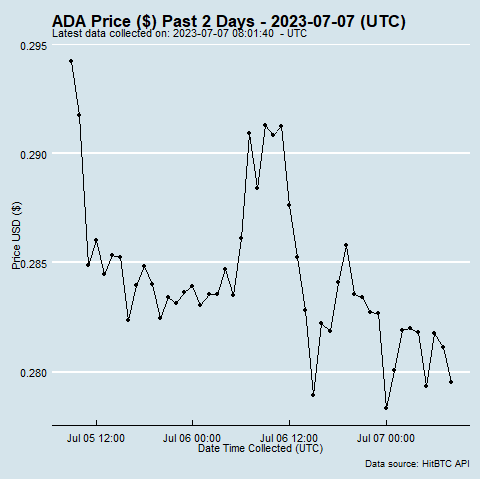 ADA Price ($) Past 2 Days - 2023-07-07 (UTC)
Latest data collected on: 2023-07-07 08:01:40 - UTC
0.295
0.290
0.285
0.280
Price USD ($)
Jul 05 12:00 Jul 06 00:00 Jul 06 12:00 Jul 07 00:00
Date Time Collected (UTC)
Data source: HitBTC API